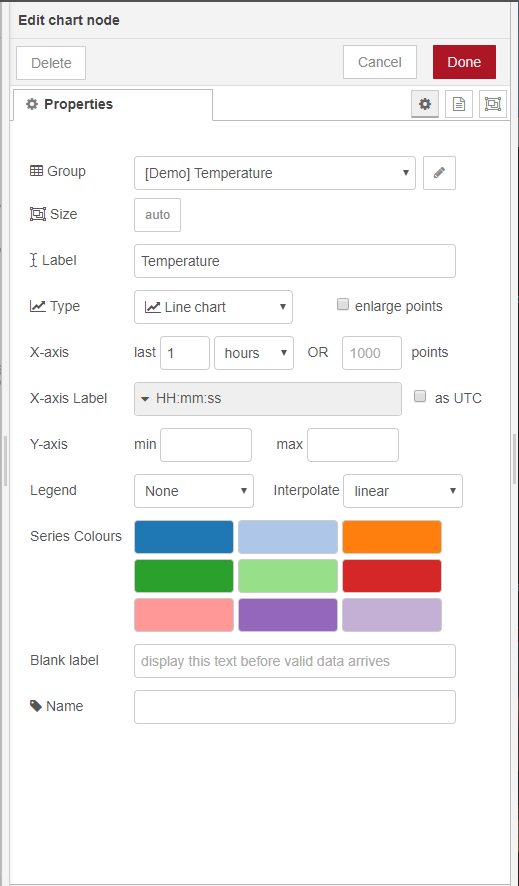 Edit chart node
Delete Cancel Done
Properties
Group [Demo] Temperature
Size auto
Label Temperature
Type Line chart enlarge points
X-axis last 1 hours OR 1000 points
X-axis Label HH:mm:ss as UTC
Y-axis min max
Legend None Interpolate linear
Series Colours
Blank label display this text before valid data arrives
Name